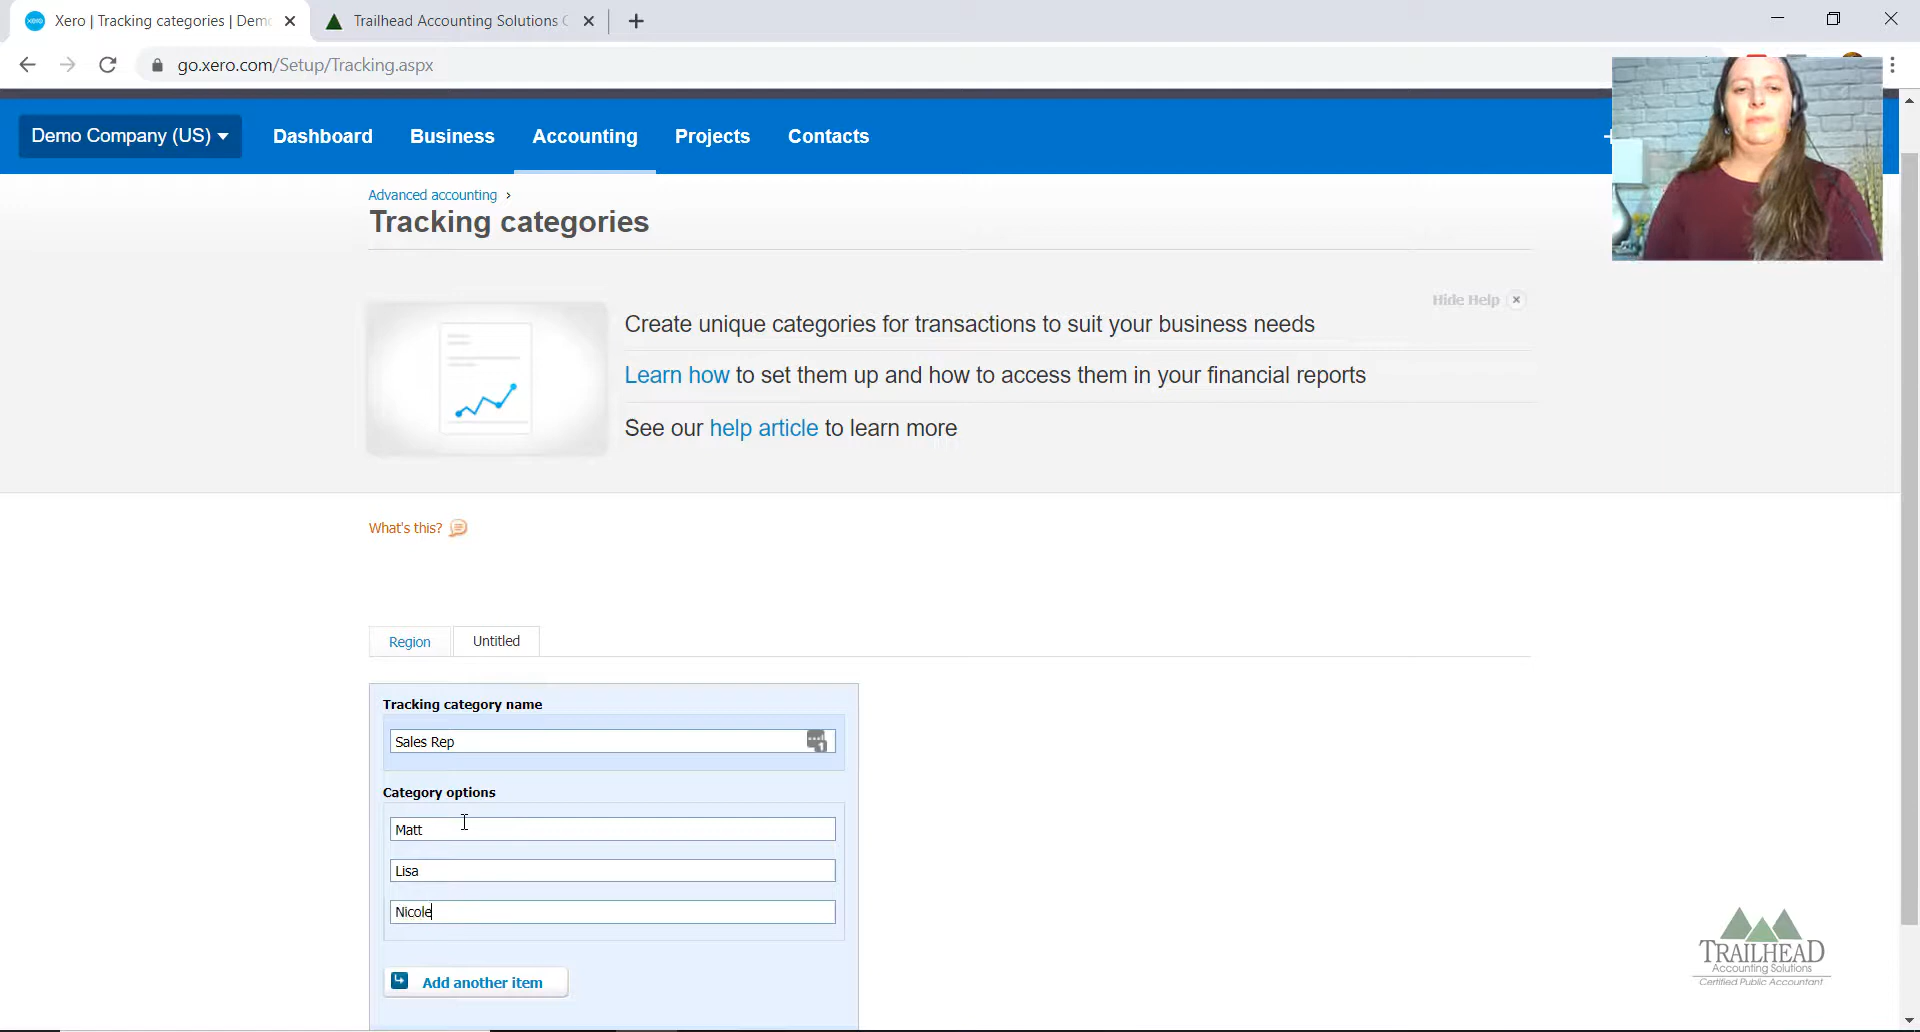 Xero | Tracking categories | Dem
Trailhead Accounting Solutions C
go.xero.com/Setup/Tracking.aspx
Demo Company (US)
Dashboard
Business
Accounting
Projects
Contacts
Advanced accounting ›
Tracking categories
Hide Help
Create unique categories for transactions to suit your business needs
Learn how to set them up and how to access them in your financial reports
See our help article to learn more
What's this?
Region
Untitled
Tracking category name
Sales Rep
1
Category options
Matt
Lisa
Nicole
Add another item
TRAILHEAD
Accounting Solutions
Certified Public Accountant